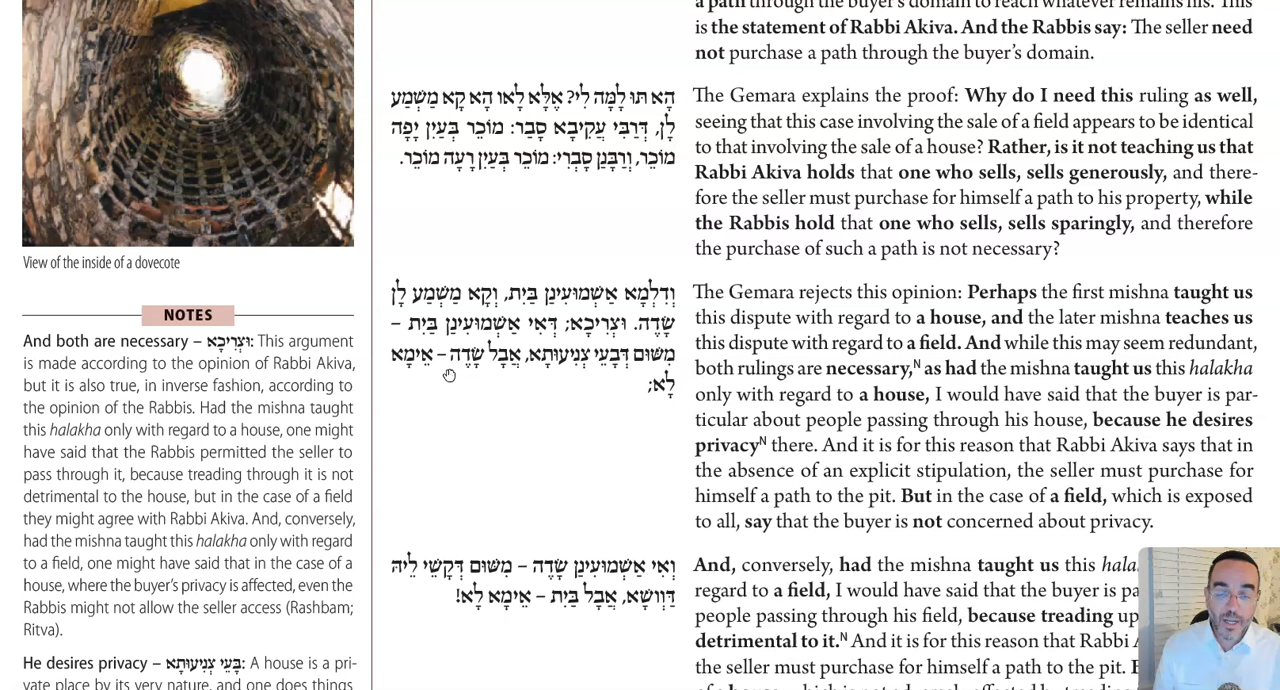 a path through the buyer's domain to reach whatever remains his. This
is the statement of Rabbi Akiva. And the Rabbis say: The seller need
not purchase a path through the buyer's domain.
הָא תּוּ לָמָּה לִי? אֶלָּא לָאו הָא קָא מַשְׁמַע
לַן, דְּרַבִּי עֲקִיבָא סָבַר: מוֹכֵר בְּעַיִן יָפָה
מוֹכֵר, וְרַבָּנַן סָבְרִי: מוֹכֵר בְּעַיִן רָעָה מוֹכֵר.
The Gemara explains the proof: Why do I need this ruling as well,
seeing that this case involving the sale of a field appears to be identical
to that involving the sale of a house? Rather, is it not teaching us that
Rabbi Akiva holds that one who sells, sells generously, and there-
fore the seller must purchase for himself a path to his property, while
the Rabbis hold that one who sells, sells sparingly, and therefore
the purchase of such a path is not necessary?
וְדִלְמָא אַשְׁמוּעִינַן בַּיִת, וְקָא מַשְׁמַע לַן
שָׂדֶה. וּצְרִיכָא; דְּאִי אַשְׁמוּעִינַן בַּיִת –
מִשּׁוּם דְּבָעֵי צְנִיעוּתָא, אֲבָל שָׂדֶה – אֵימָא
לָא;
The Gemara rejects this opinion: Perhaps the first mishna taught us
this dispute with regard to a house, and the later mishna teaches us
this dispute with regard to a field. And while this may seem redundant,
both rulings are necessary,N as had the mishna taught us this halakha
only with regard to a house, I would have said that the buyer is par-
ticular about people passing through his house, because he desires
privacyN there. And it is for this reason that Rabbi Akiva says that in
the absence of an explicit stipulation, the seller must purchase for
himself a path to the pit. But in the case of a field, which is exposed
to all, say that the buyer is not concerned about privacy.
וְאִי אַשְׁמוּעִינַן שָׂדֶה – מִשּׁוּם דְּקָשֵׁי לֵיהּ
דַּוְושָׁא, אֲבָל בַּיִת – אֵימָא לָא!
And, conversely, had the mishna taught us this
regard to a field, I would have said that the buyer is
people passing through his field, because treading
detrimental to it.N And it is for this reason that Rabbi
the seller must purchase for himself a path to the pit.
View of the inside of a dovecote
NOTES
And both are necessary – וּצְרִיכָא: This argument
is made according to the opinion of Rabbi Akiva,
but it is also true, in inverse fashion, according to
the opinion of the Rabbis. Had the mishna taught
this halakha only with regard to a house, one might
have said that the Rabbis permitted the seller to
pass through it, because treading through it is not
detrimental to the house, but in the case of a field
they might agree with Rabbi Akiva. And, conversely,
had the mishna taught this halakha only with regard
to a field, one might have said that in the case of a
house, where the buyer's privacy is affected, even the
Rabbis might not allow the seller access (Rashbam;
Ritva).
He desires privacy – בָּעֵי צְנִיעוּתָא: A house is a pri-
vate place by its very nature, and one does things